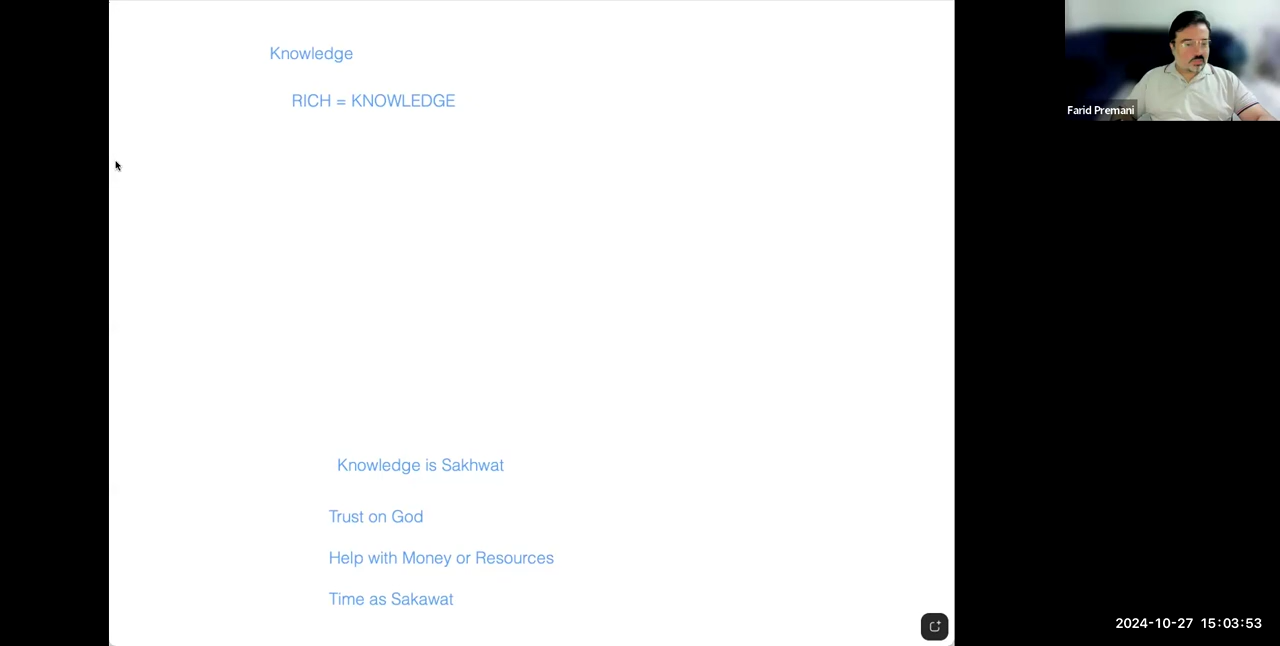 Knowledge
RICH = KNOWLEDGE
Farid Premani
Knowledge is Sakhwat
Trust on God
Help with Money or Resources
Time as Sakawat
2024-10-27 15:03:53